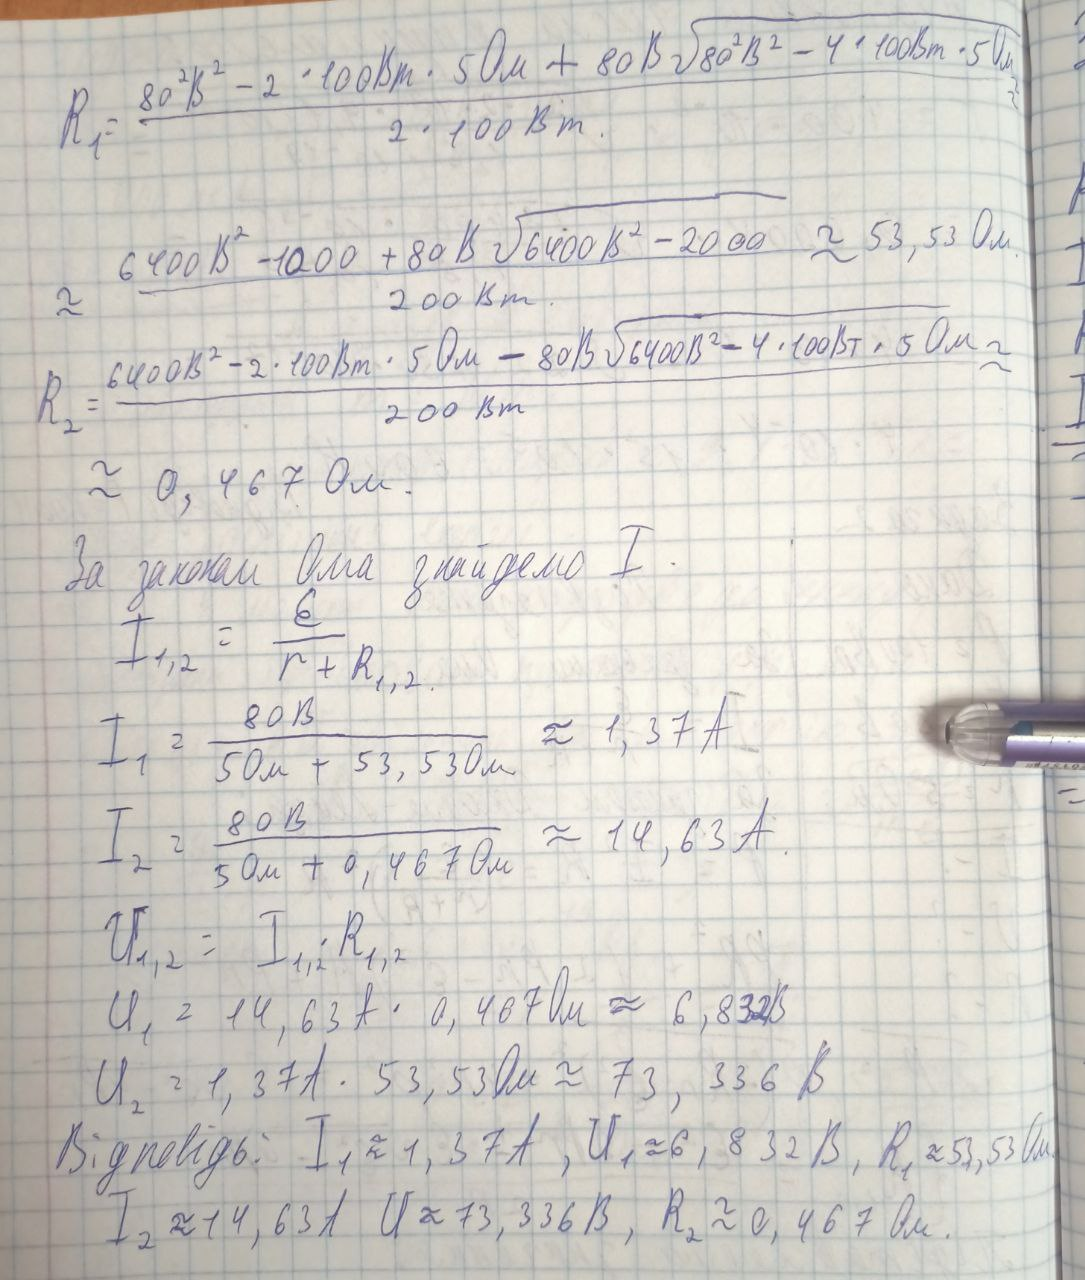 R₁ = (80²В² - 2 · 100Вт · 5Ом + 80В√(80²В² - 4 · 100Вт · 5Ом)) / (2 · 100Вт.) ≈
≈ (6400В² - 1000 + 80В√(6400В² - 2000)) / (200Вт.) ≈ 53,53 Ом.
R₂ = (6400В² - 2 · 100Вт · 5Ом - 80В√(6400В² - 4 · 100Вт · 5Ом)) / (200Вт) ≈
≈ 0,467 Ом.
За законом Ома знайдемо I.
I₁,₂ = ε / (r + R₁,₂.)
I₁ = 80В / (5Ом + 53,53Ом) ≈ 1,37А
I₂ = 80В / (5Ом + 0,467Ом) ≈ 14,63А.
U₁,₂ = I₁,₂ · R₁,₂
U₁ = 14,63А · 0,467Ом ≈ 6,832В
U₂ = 1,37А · 53,53Ом ≈ 73,336 В
Відповідь: I₁ ≈ 1,37А, U₁ ≈ 6,832В, R₁ ≈ 53,53Ом.
I₂ ≈ 14,63А U ≈ 73,336В, R₂ ≈ 0,467 Ом.